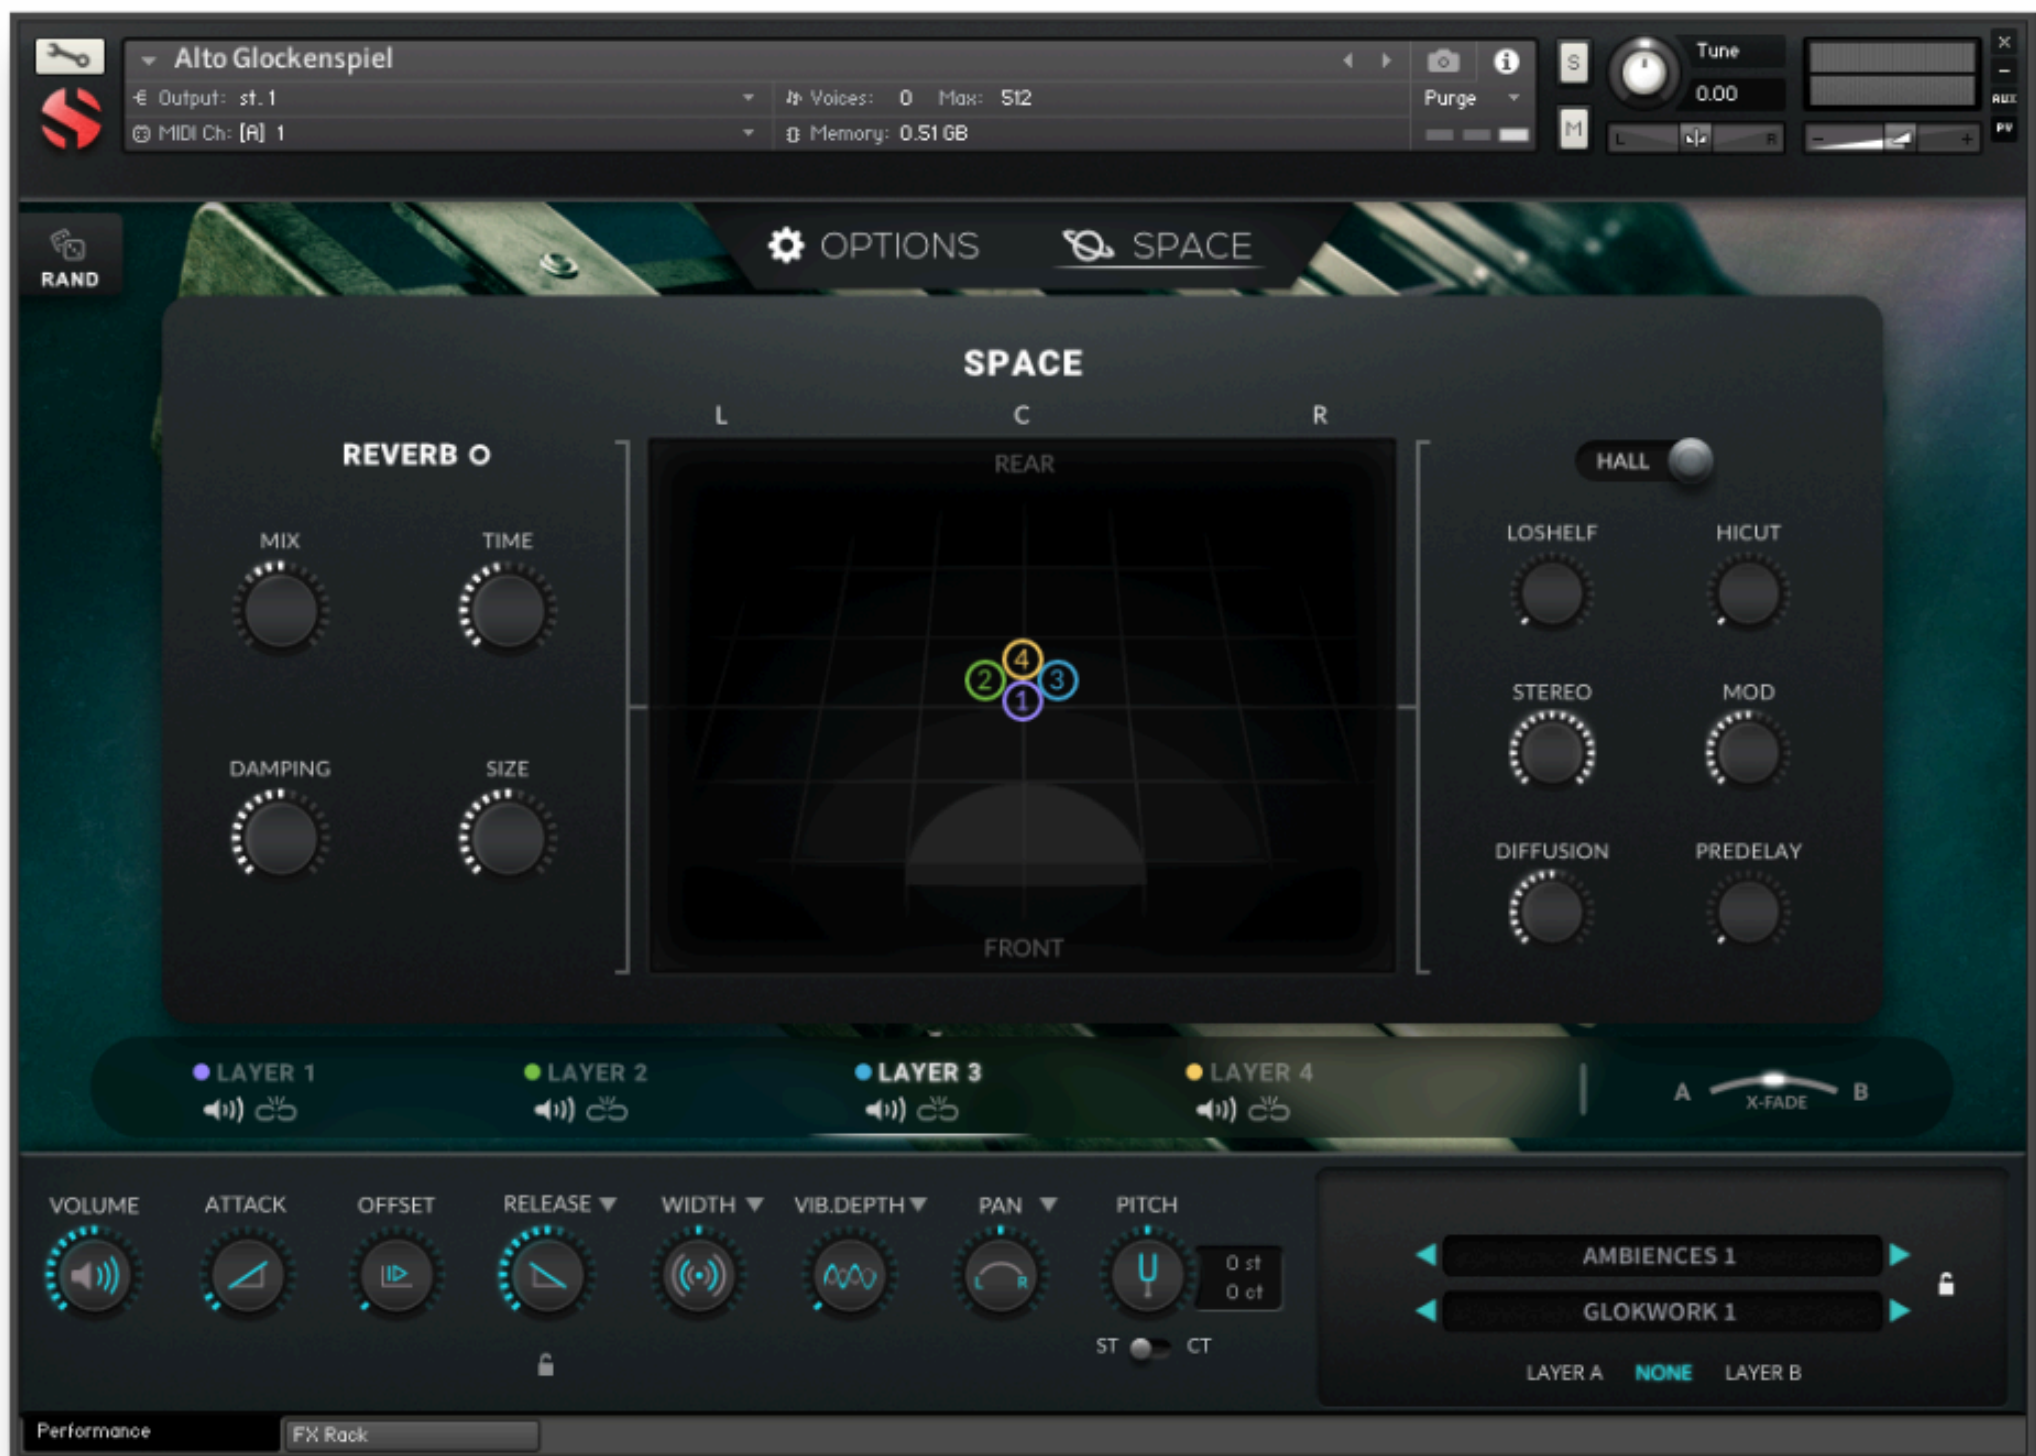 Alto Glockenspiel
Output: st. 1
Voices: 0 Max: 512
Purge
MIDI Ch: [A] 1
Memory: 0.51 GB
S
M
Tune
0.00
L R
- +
x
-
AUX
PV
RAND
OPTIONS
SPACE
SPACE
L C R
REVERB
MIX
TIME
DAMPING
SIZE
REAR
4
2
3
1
FRONT
HALL
LOSHELF
HICUT
STEREO
MOD
DIFFUSION
PREDELAY
LAYER 1
LAYER 2
LAYER 3
LAYER 4
A X-FADE B
VOLUME
ATTACK
OFFSET
RELEASE
WIDTH
VIB.DEPTH
PAN
L R
PITCH
0 st
0 ct
ST CT
AMBIENCES 1
GLOKWORK 1
LAYER A NONE LAYER B
Performance
FX Rack